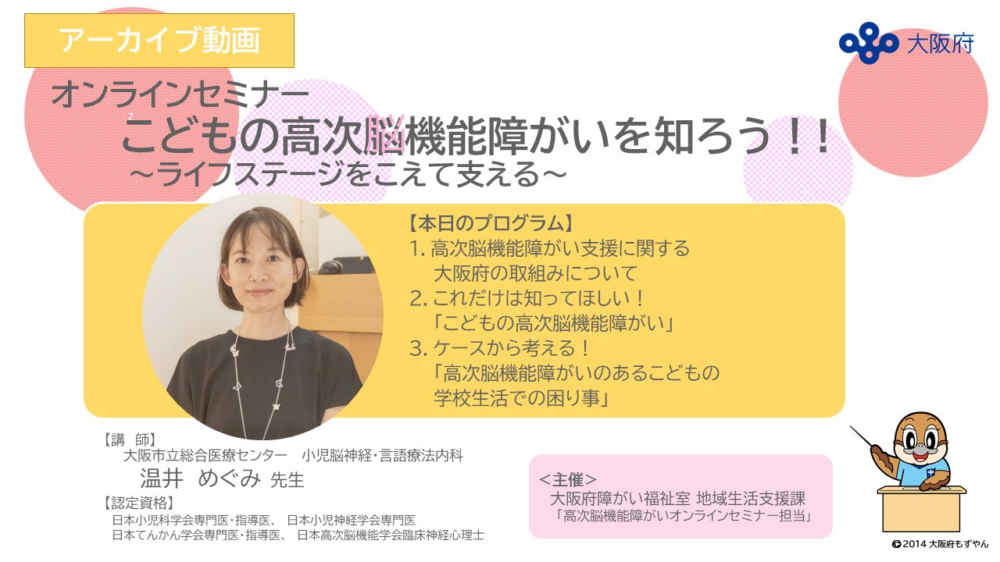 アーカイブ動画
大阪府
オンラインセミナー
z
こどもの高次脳機能障がいを知ろう！！
～ライフステージをこえて支える～
【本日のプログラム】
1. 高次脳機能障がい支援に関する
大阪府の取組みについて
2. これだけは知ってほしい！
「こどもの高次脳機能障がい」
3. ケースから考える！
「高次脳機能障がいのあるこどもの
学校生活での困り事」
【講　師】
大阪市立総合医療センター　小児脳神経・言語療法内科
温井　めぐみ 先生
【認定資格】
日本小児科学会専門医・指導医、 日本小児神経学会専門医
日本てんかん学会専門医・指導医、 日本高次脳機能学会臨床神経心理士
＜主催＞
大阪府障がい福祉室 地域生活支援課
「高次脳機能障がいオンラインセミナー担当」
©2014 大阪府もずやん